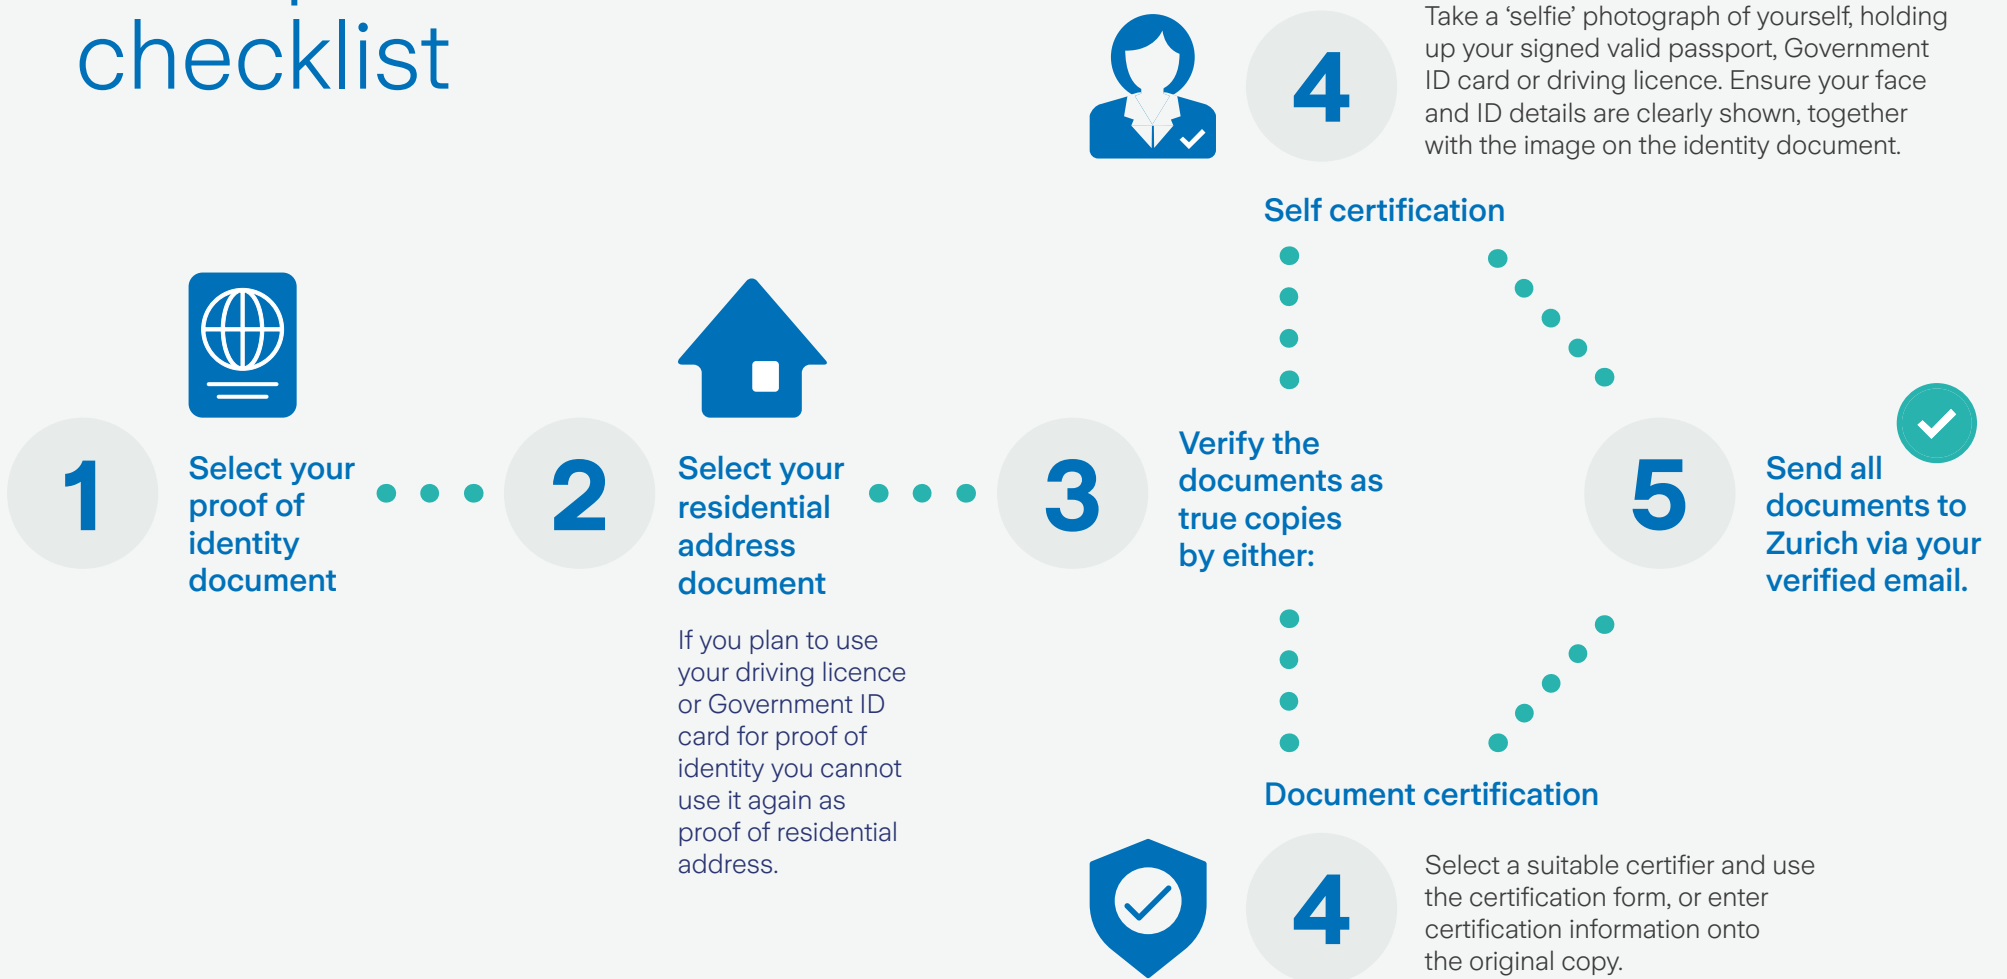 checklist
4
Take a ‘selfie’ photograph of yourself, holding
up your signed valid passport, Government
ID card or driving licence. Ensure your face
and ID details are clearly shown, together
with the image on the identity document.
Self certification
1
Select your
proof of
identity
document
2
Select your
residential
address
document
If you plan to use
your driving licence
or Government ID
card for proof of
identity you cannot
use it again as
proof of residential
address.
3
Verify the
documents as
true copies
by either:
5
Send all
documents to
Zurich via your
verified email.
Document certification
4
Select a suitable certifier and use
the certification form, or enter
certification information onto
the original copy.